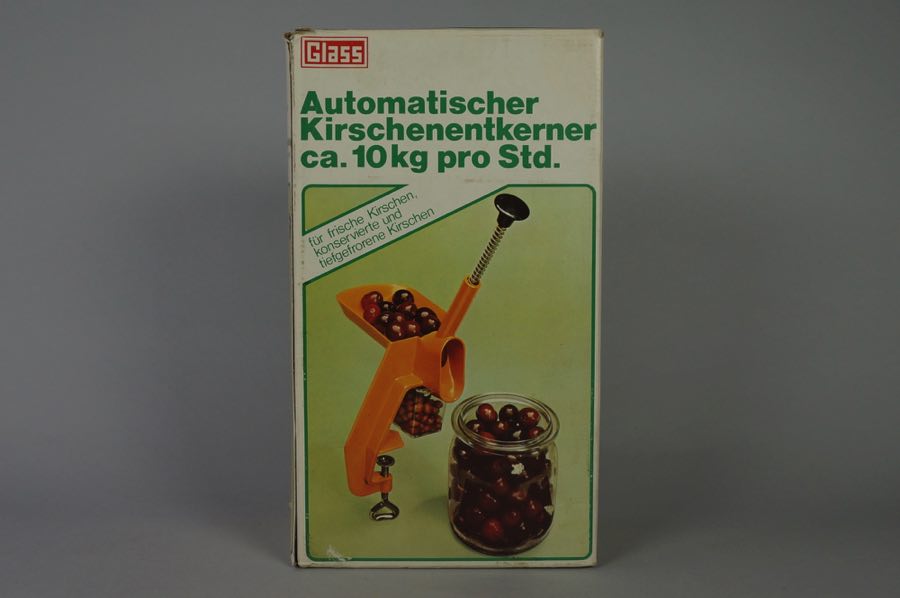 Glass
Automatischer
Kirschenentkerner
ca. 10 kg pro Std.
für frische Kirschen,
konservierte und
tiefgefrorene Kirschen